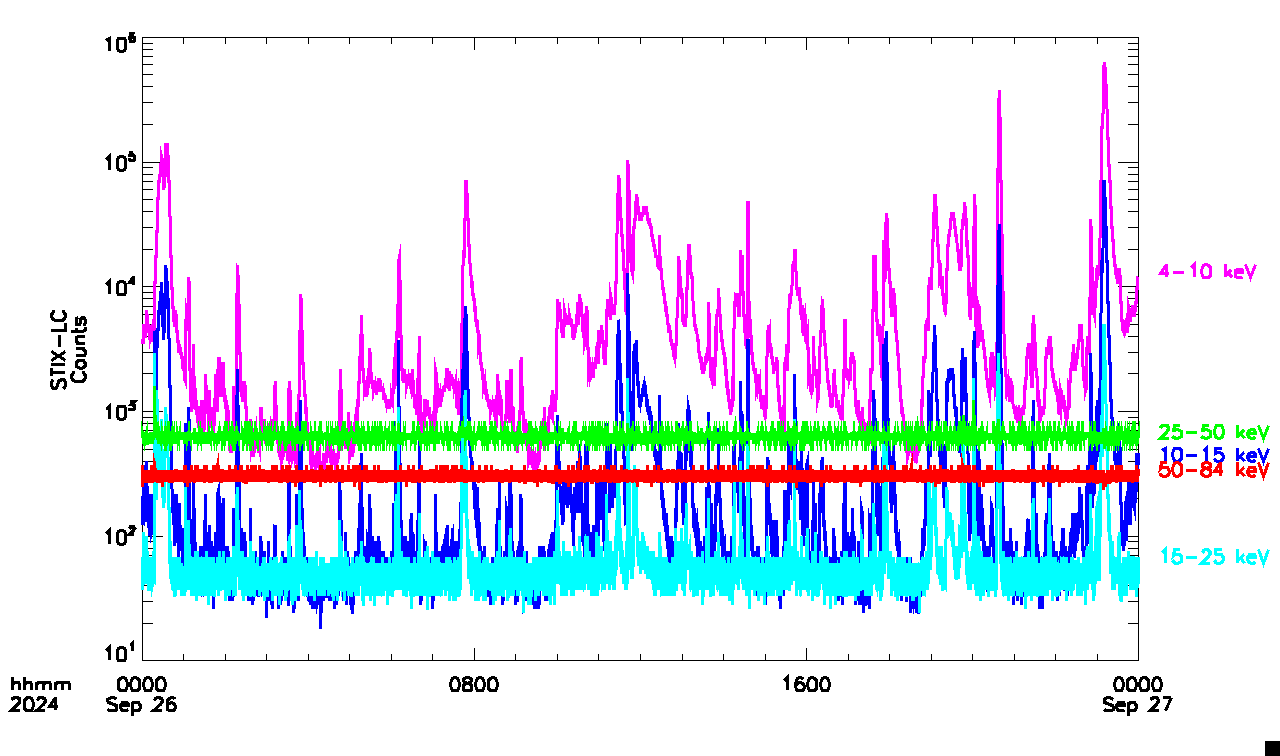 10⁶
10⁵
10⁴
10³
10²
10¹
STIX-LC
Counts
4-10 keV
25-50 keV
10-15 keV
50-84 keV
15-25 keV
hhmm 0000 0800 1600 0000
2024 Sep 26 Sep 27